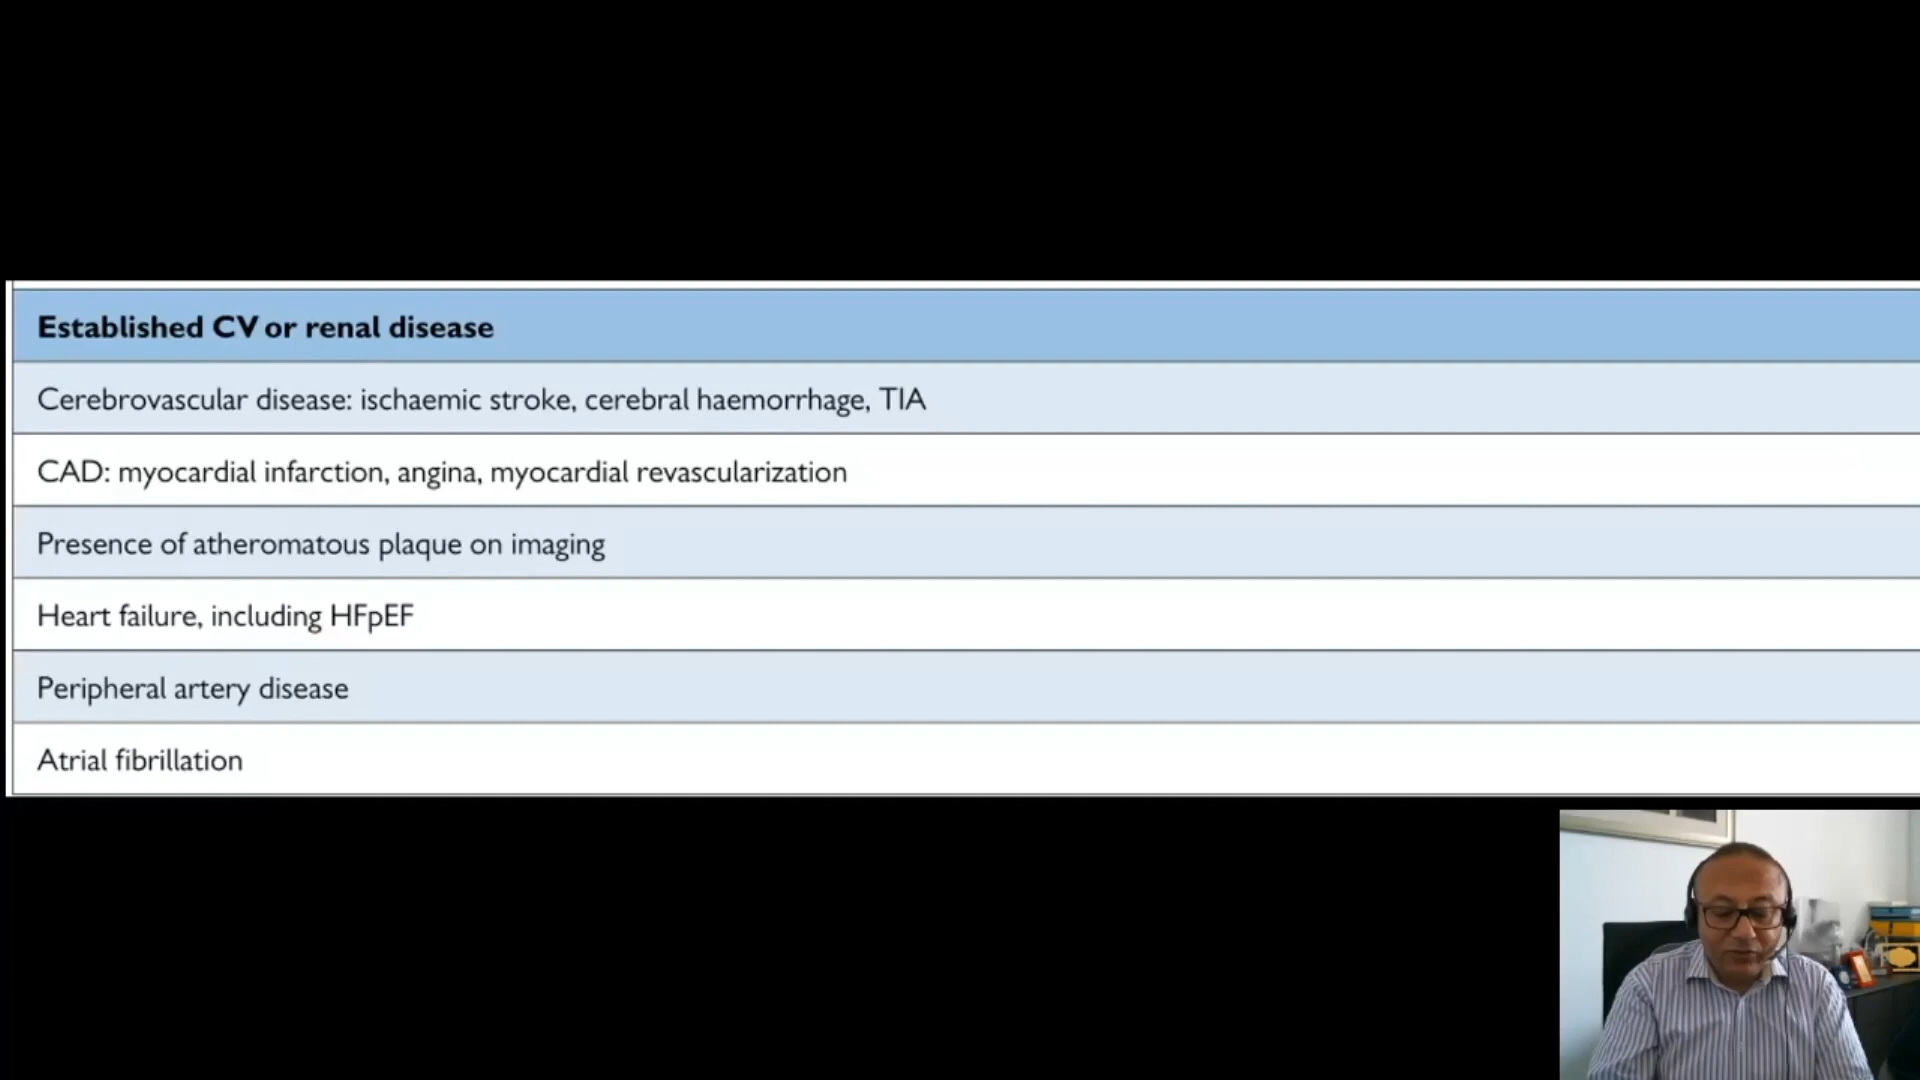 Established CV or renal disease
Cerebrovascular disease: ischaemic stroke, cerebral haemorrhage, TIA
CAD: myocardial infarction, angina, myocardial revascularization
Presence of atheromatous plaque on imaging
Heart failure, including HFpEF
Peripheral artery disease
Atrial fibrillation